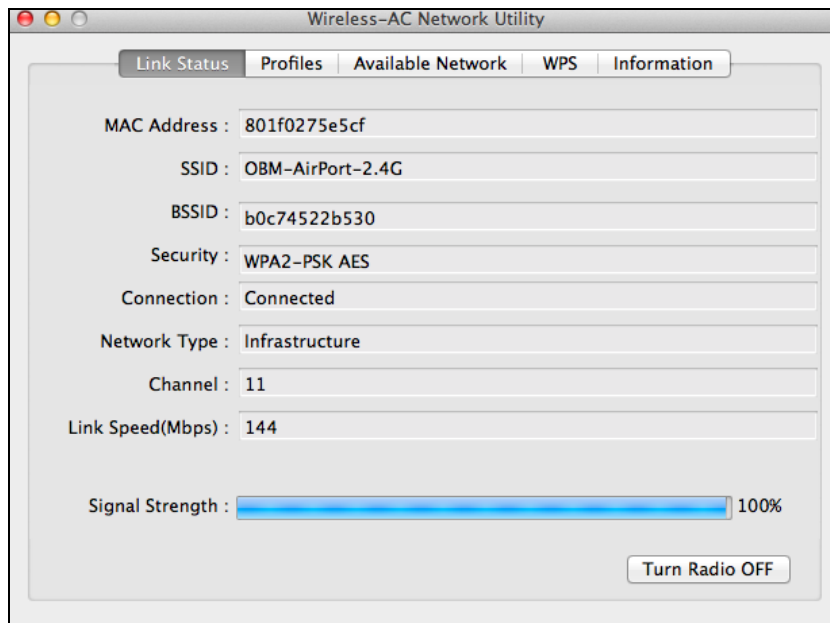 Wireless-AC Network Utility
Link Status Profiles Available Network WPS Information
MAC Address : 801f0275e5cf
SSID : OBM-AirPort-2.4G
BSSID : b0c74522b530
Security : WPA2-PSK AES
Connection : Connected
Network Type : Infrastructure
Channel : 11
Link Speed(Mbps) : 144
Signal Strength : 100%
Turn Radio OFF